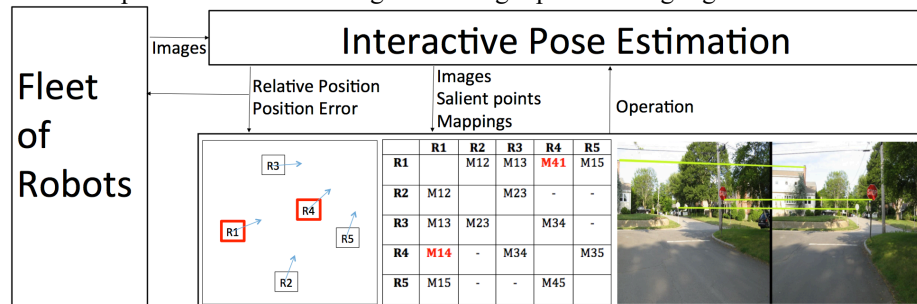 Images
Interactive Pose Estimation
Fleet
of
Robots
Relative Position
Position Error
Images
Salient points
Mappings
Operation
R3
R4
R1
R5
R2
R1 R2 R3 R4 R5
R1 M12 M13 M41 M15
R2 M12 M23 - -
R3 M13 M23 M34 -
R4 M14 - M34 M35
R5 M15 - - M45